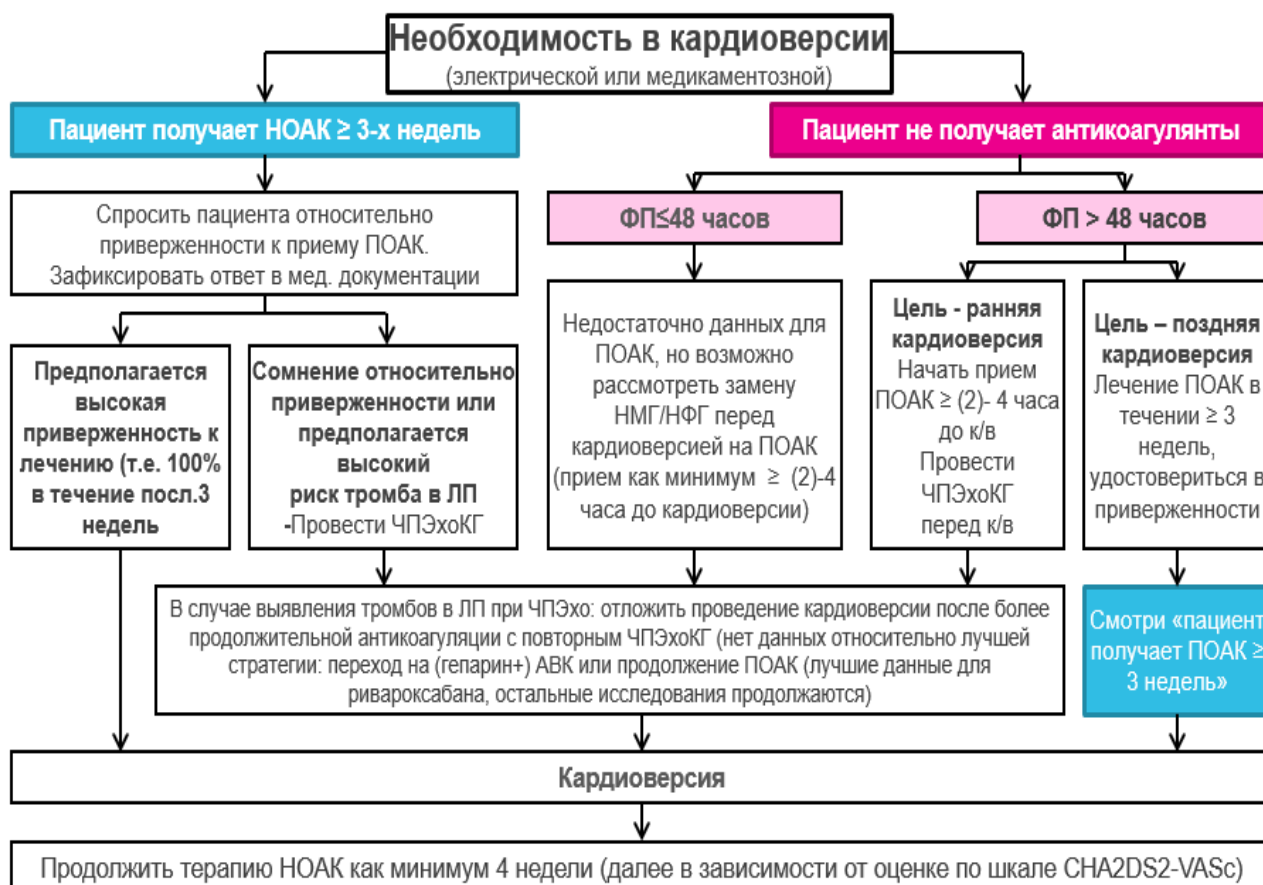 Необходимость в кардиоверсии
(электрической или медикаментозной)
Пациент получает НОАК ≥ 3-х недель
Пациент не получает антикоагулянты
Спросить пациента относительно
приверженности к приему ПОАК.
Зафиксировать ответ в мед. документации
ФП≤48 часов
ФП > 48 часов
Предполагается
высокая
приверженность к
лечению (т.е. 100%
в течение посл.3
недель
Сомнение относительно
приверженности или
предполагается
высокий
риск тромба в ЛП
-Провести ЧПЭхоКГ
Недостаточно данных для
ПОАК, но возможно
рассмотреть замену
НМГ/НФГ перед
кардиоверсией на ПОАК
(прием как минимум ≥ (2)-4
часа до кардиоверсии)
Цель - ранняя
кардиоверсия
Начать прием
ПОАК ≥ (2)- 4 часа
до к/в
Провести
ЧПЭхоКГ
перед к/в
Цель – поздняя
кардиоверсия
Лечение ПОАК в
течении ≥ 3
недель,
удостовериться в
приверженности
В случае выявления тромбов в ЛП при ЧПЭхо: отложить проведение кардиоверсии после более
продолжительной антикоагуляции с повторным ЧПЭхоКГ (нет данных относительно лучшей
стратегии: переход на (гепарин+) АВК или продолжение ПОАК (лучшие данные для
ривароксабана, остальные исследования продолжаются)
Смотри «пациент
получает ПОАК ≥
3 недель»
Кардиоверсия
Продолжить терапию НОАК как минимум 4 недели (далее в зависимости от оценке по шкале CHA2DS2-VASc)